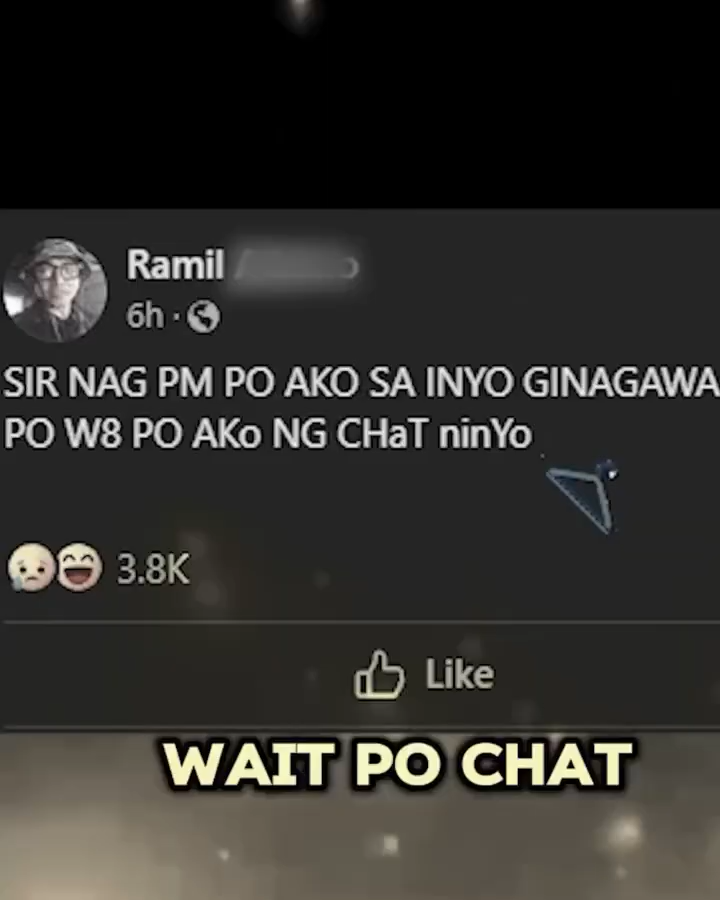 Ramil
6h ·
SIR NAG PM PO AKO SA INYO GINAGAWA
PO W8 PO AKo NG CHaT ninYo
3.8K
Like
WAIT PO CHAT